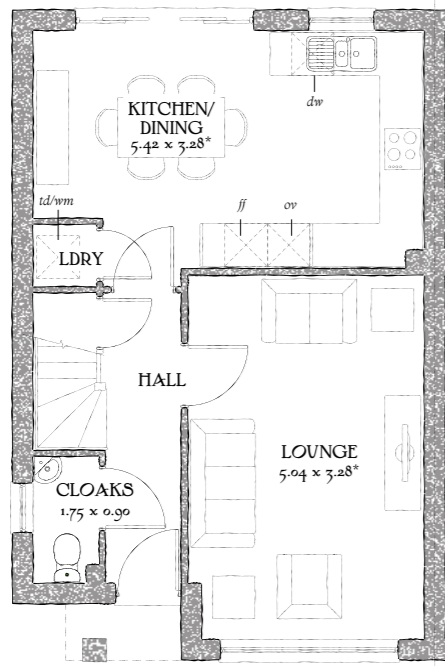 KITCHEN/
DINING
5.42 x 3.28*
dw
td/wm
ff
ov
LDRY
HALL
LOUNGE
5.04 x 3.28*
CLOAKS
1.75 x 0.90